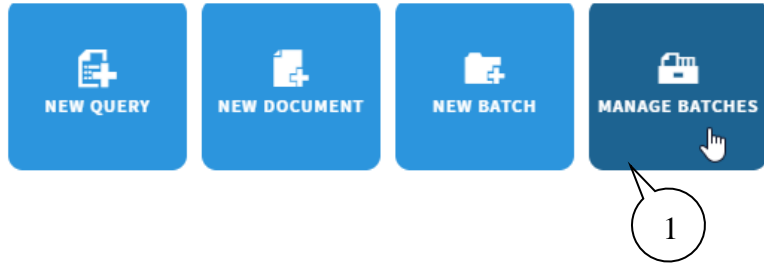 NEW QUERY
NEW DOCUMENT
NEW BATCH
MANAGE BATCHES
1